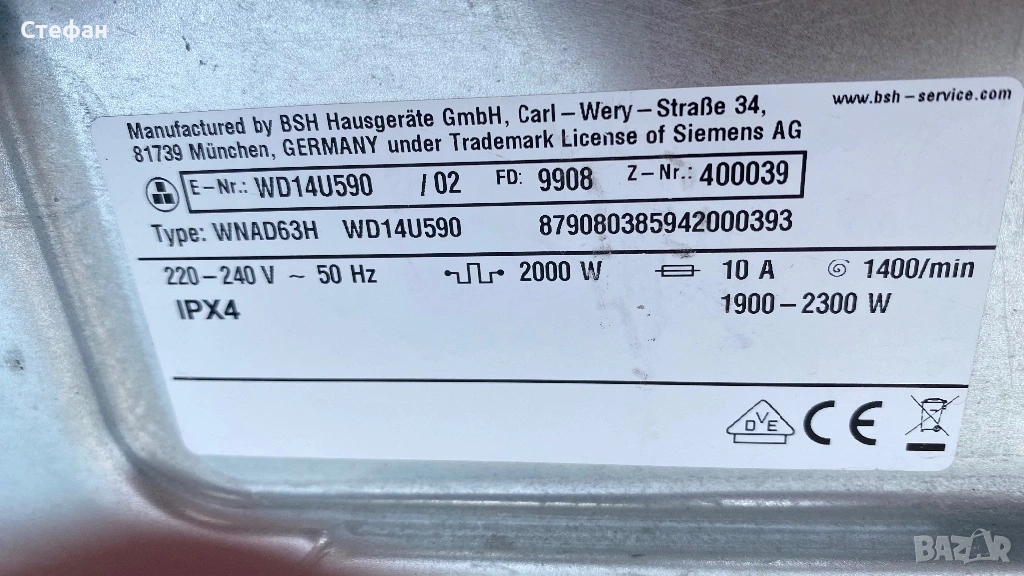 Стефан
www.bsh-service.com
Manufactured by BSH Hausgeräte GmbH, Carl-Wery-Straße 34,
81739 München, GERMANY under Trademark License of Siemens AG
E-Nr.: WD14U590 /02 FD: 9908 Z-Nr.: 400039
Type: WNAD63H WD14U590 879080385942000393
220-240 V ~ 50 Hz 2000 W 10 A 1400/min
IPX4 1900-2300 W
DVE CE
BAZAR